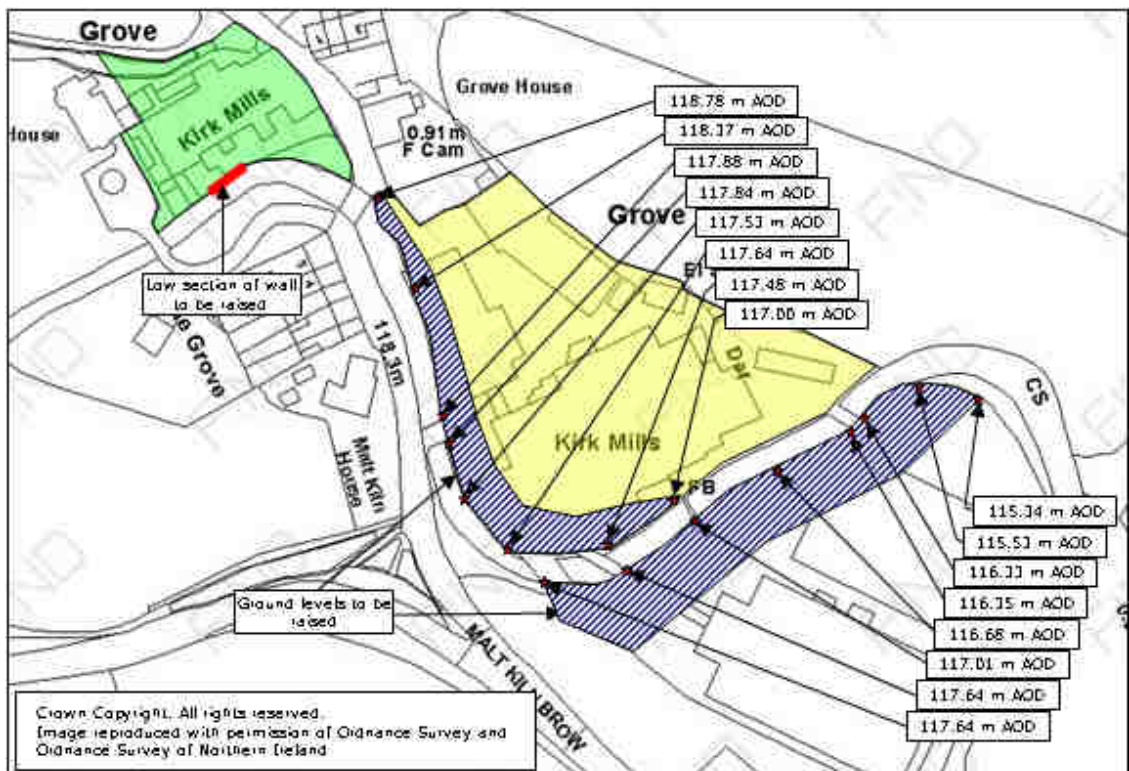 Grove
Grove House
House
Kirk Mills
0.91m
F Cam
118.78 m AOD
118.37 m AOD
117.88 m AOD
117.84 m AOD
117.53 m AOD
117.64 m AOD
117.48 m AOD
117.00 m AOD
Grove
El
Low section of wall
to be raised
Grove
118.3m
Malt Kiln
House
Kirk Mills
FB
CS
115.34 m AOD
115.53 m AOD
116.33 m AOD
116.35 m AOD
116.68 m AOD
117.01 m AOD
117.64 m AOD
117.64 m AOD
Ground levels to be
raised
MALT KILN BROW
Crown Copyright. All rights reserved.
Image reproduced with permission of Ordnance Survey and
Ordnance Survey of Northern Ireland
FIND